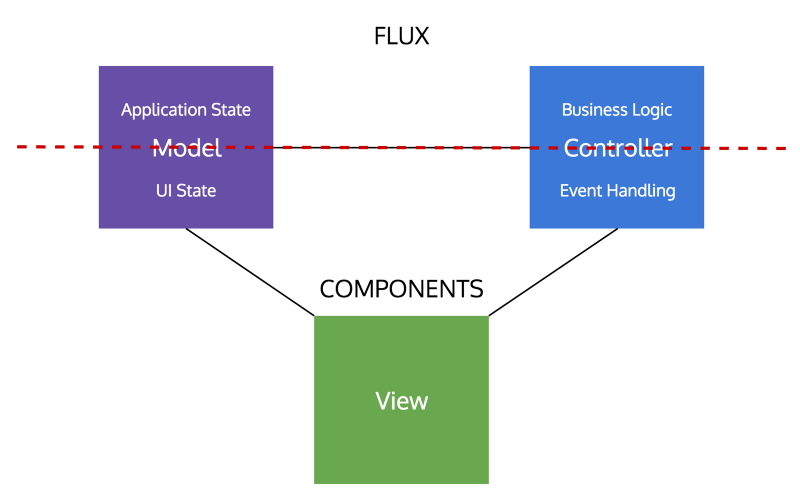 FLUX
Application State
Model
UI State
Business Logic
Controller
Event Handling
COMPONENTS
View